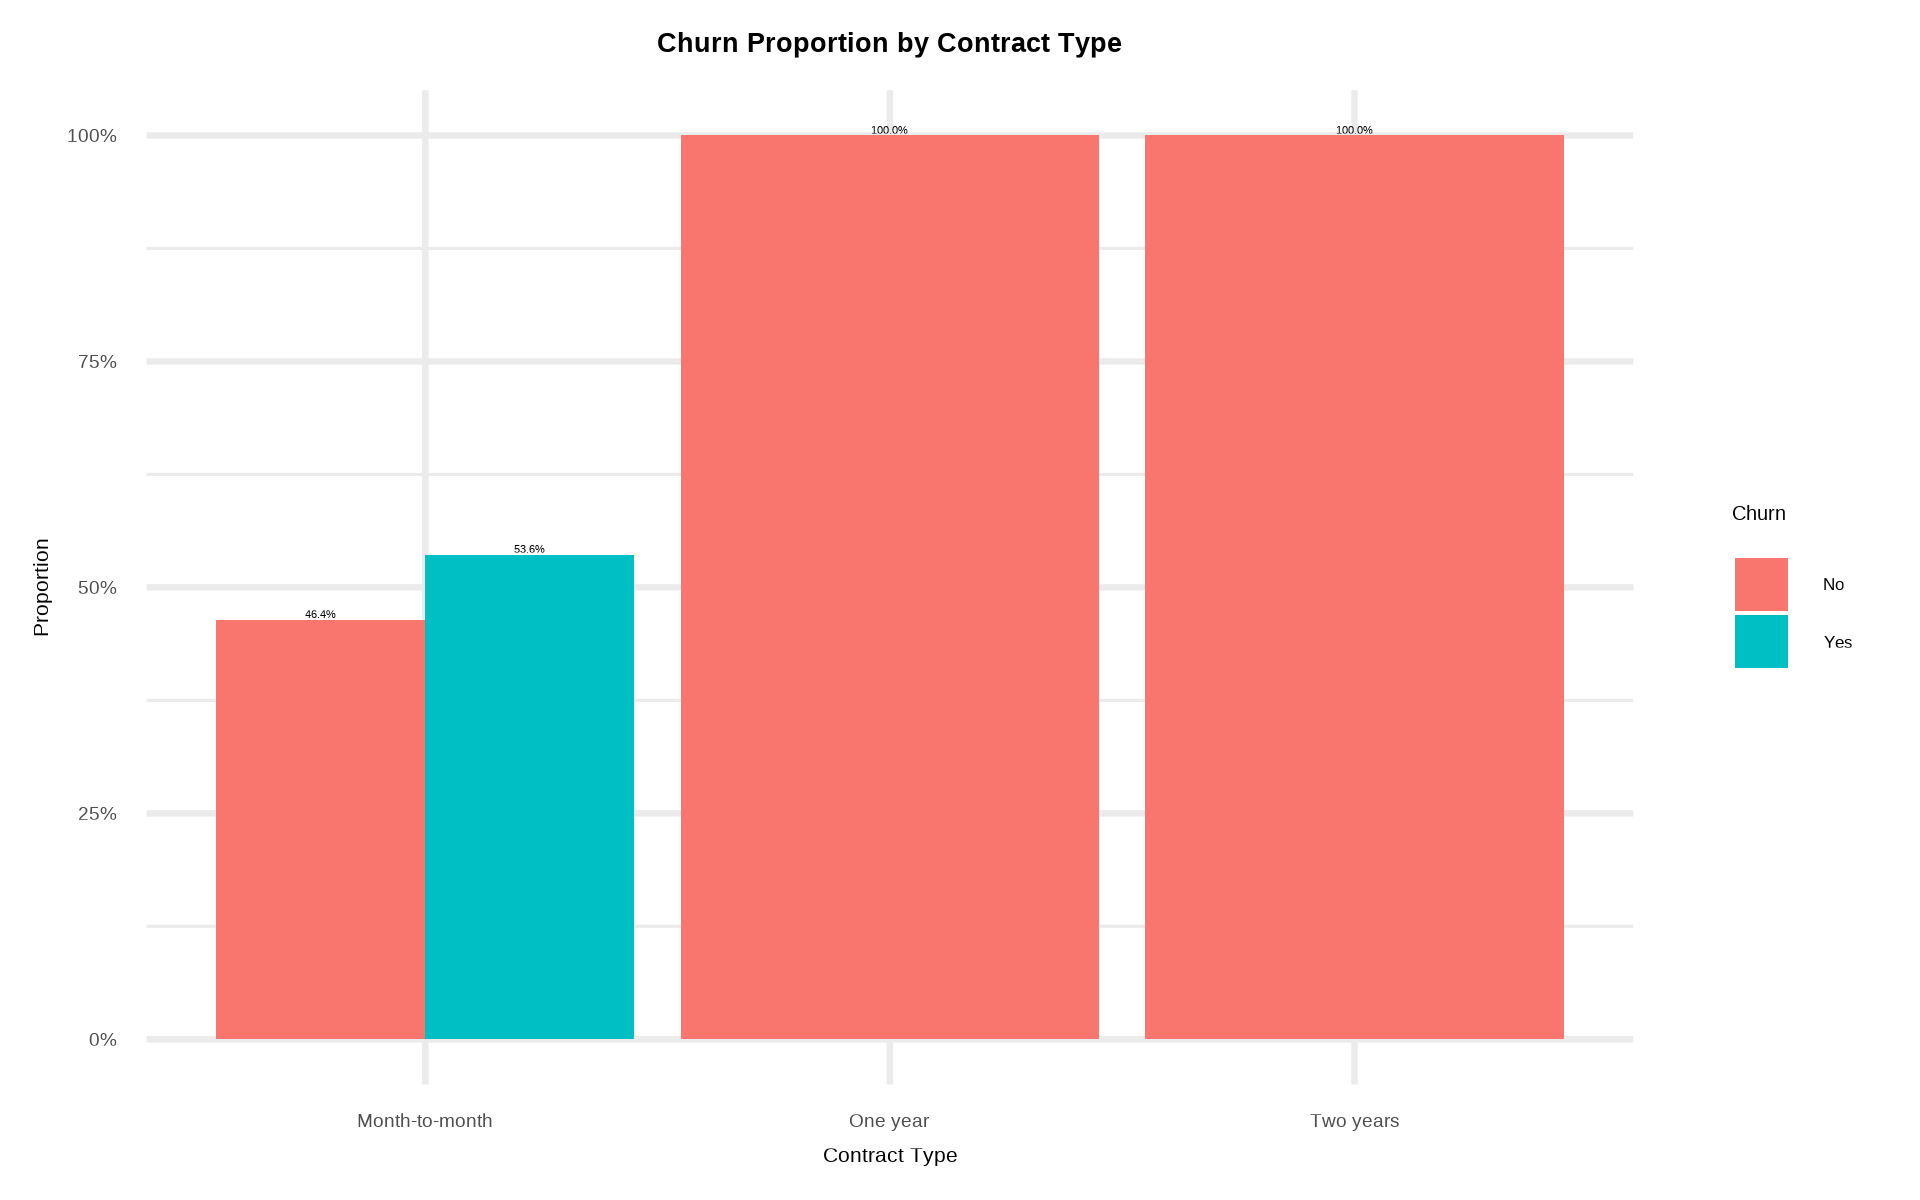 Churn Proportion by Contract Type
100%
75%
50%
25%
0%
Proportion
46.4%
53.6%
100.0%
100.0%
Month-to-month
One year
Two years
Contract Type
Churn
No
Yes